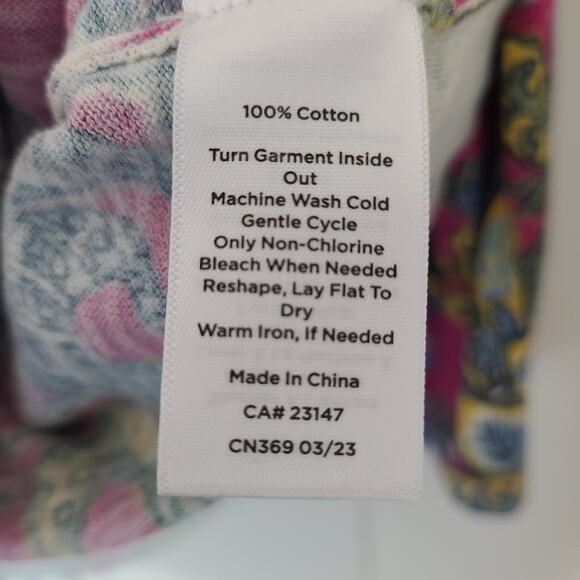 100% Cotton
Turn Garment Inside
Out
Machine Wash Cold
Gentle Cycle
Only Non-Chlorine
Bleach When Needed
Reshape, Lay Flat To
Dry
Warm Iron, If Needed
Made In China
CA# 23147
CN369 03/23